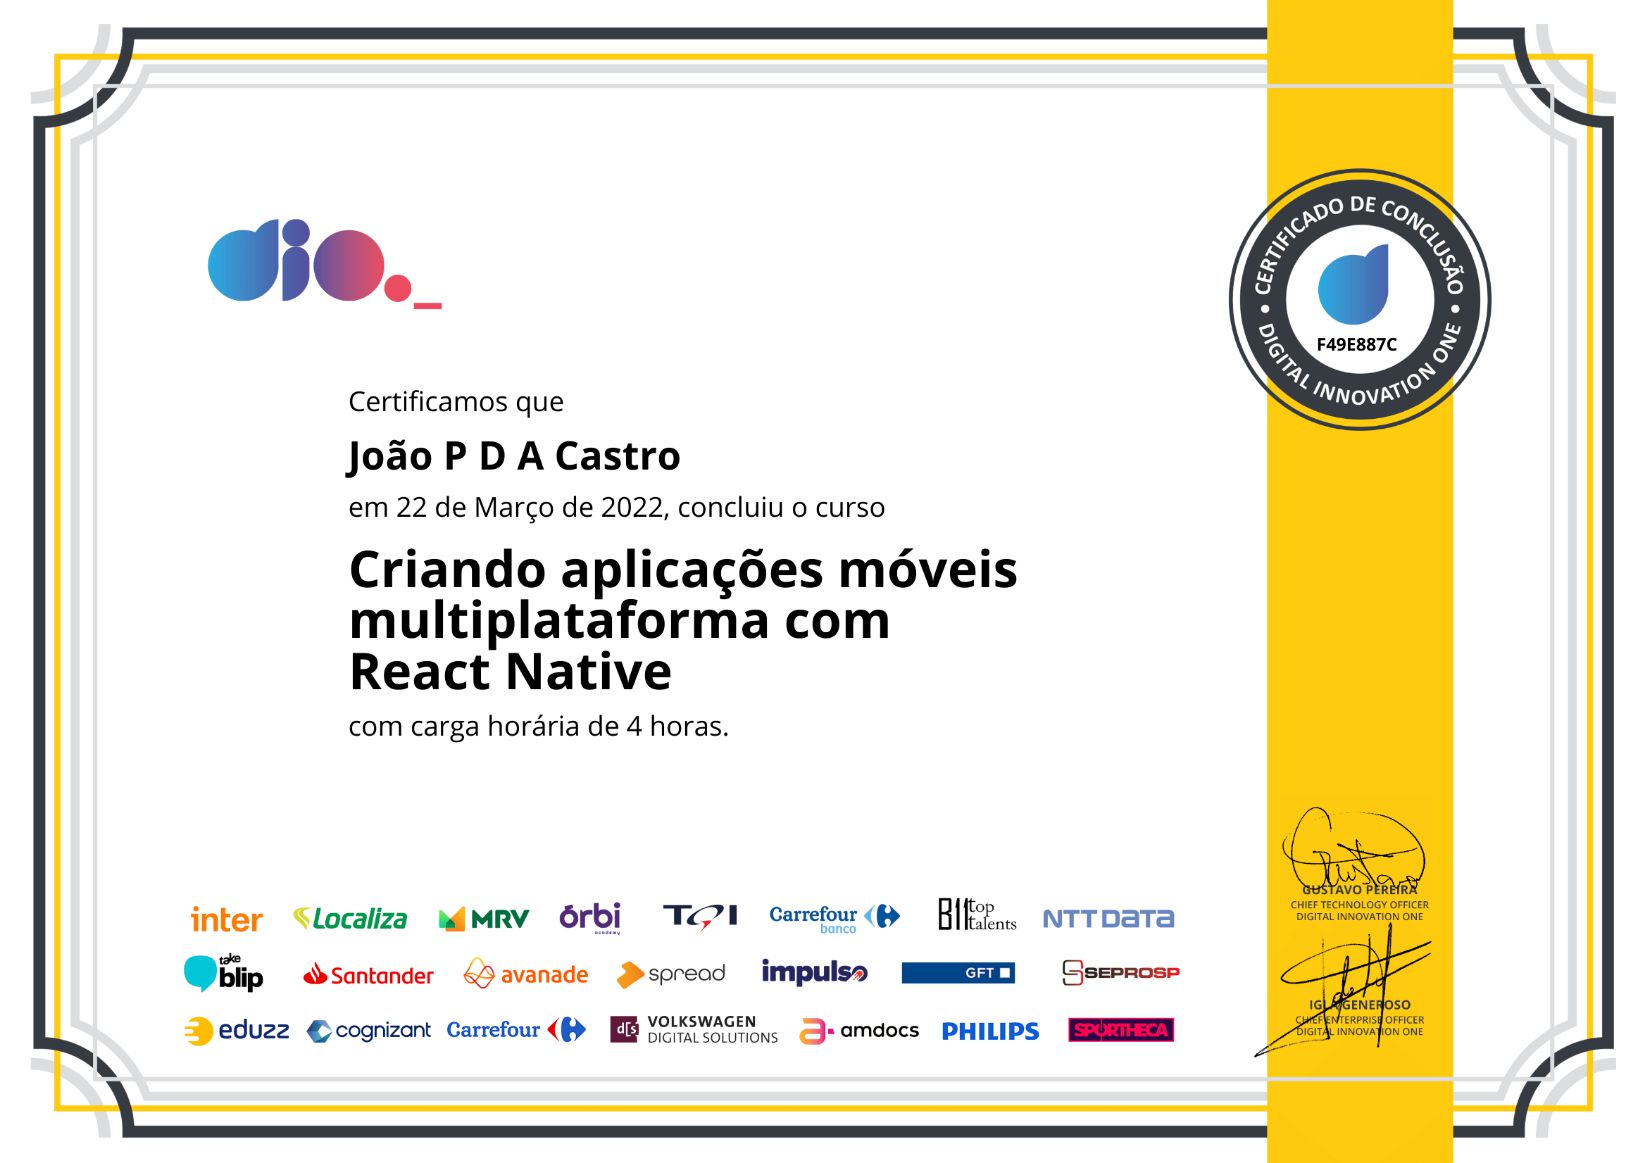 dio._
CERTIFICADO DE CONCLUSÃO
F49E887C
DIGITAL INNOVATION ONE
Certificamos que
João P D A Castro
em 22 de Março de 2022, concluiu o curso
Criando aplicações móveis
multiplataforma com
React Native
com carga horária de 4 horas.
Gustavo
GUSTAVO PEREIRA
CHIEF TECHNOLOGY OFFICER
DIGITAL INNOVATION ONE
IGLÁ GENEROSO
CHIEF ENTERPRISE OFFICER
DIGITAL INNOVATION ONE
inter Localiza MRV órbi academy TQI Carrefour banco B11 top talents NTT DATA
take blip Santander avanade spread impulso GFT SEPROSP
eduzz cognizant Carrefour d[s VOLKSWAGEN DIGITAL SOLUTIONS a amdocs PHILIPS SPORTHECA